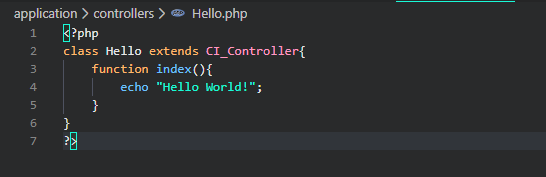 application > controllers > Hello.php
1 <?php
2 class Hello extends CI_Controller{
3     function index(){
4         echo "Hello World!";
5     }
6 }
7 ?>